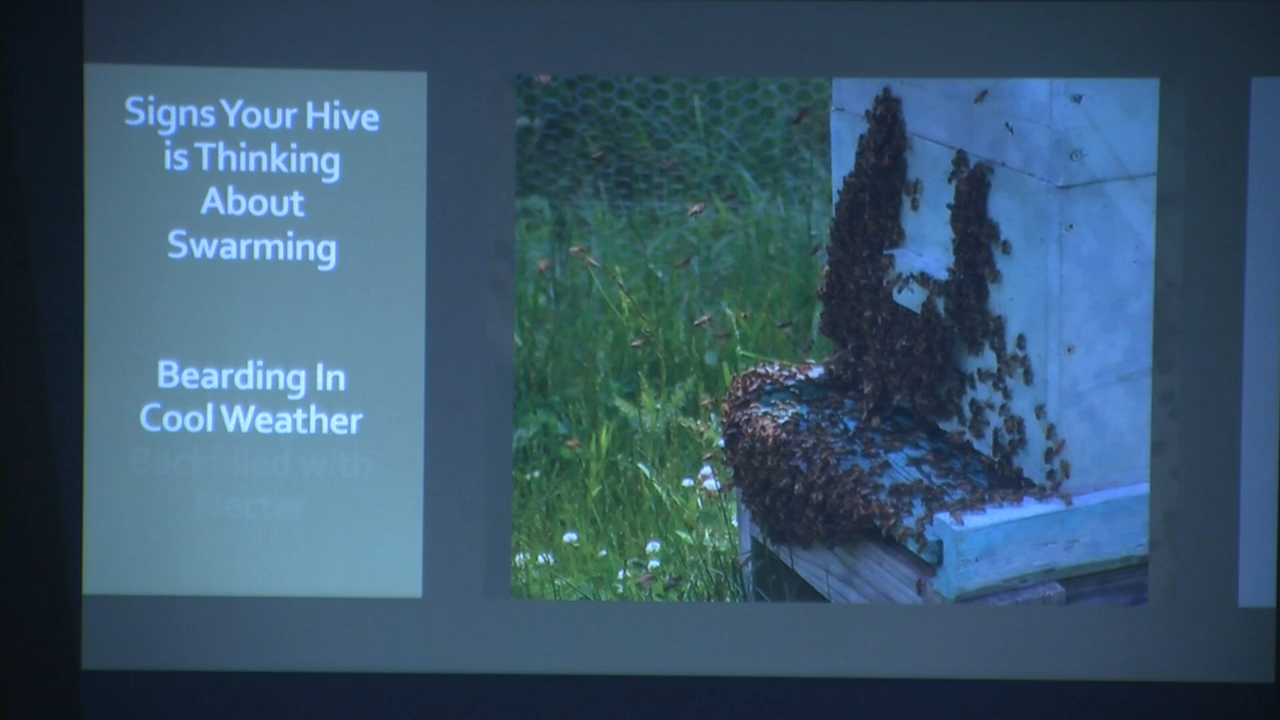 Signs Your Hive
is Thinking
About
Swarming
Bearding In
Cool Weather
Backfilled with
Nectar